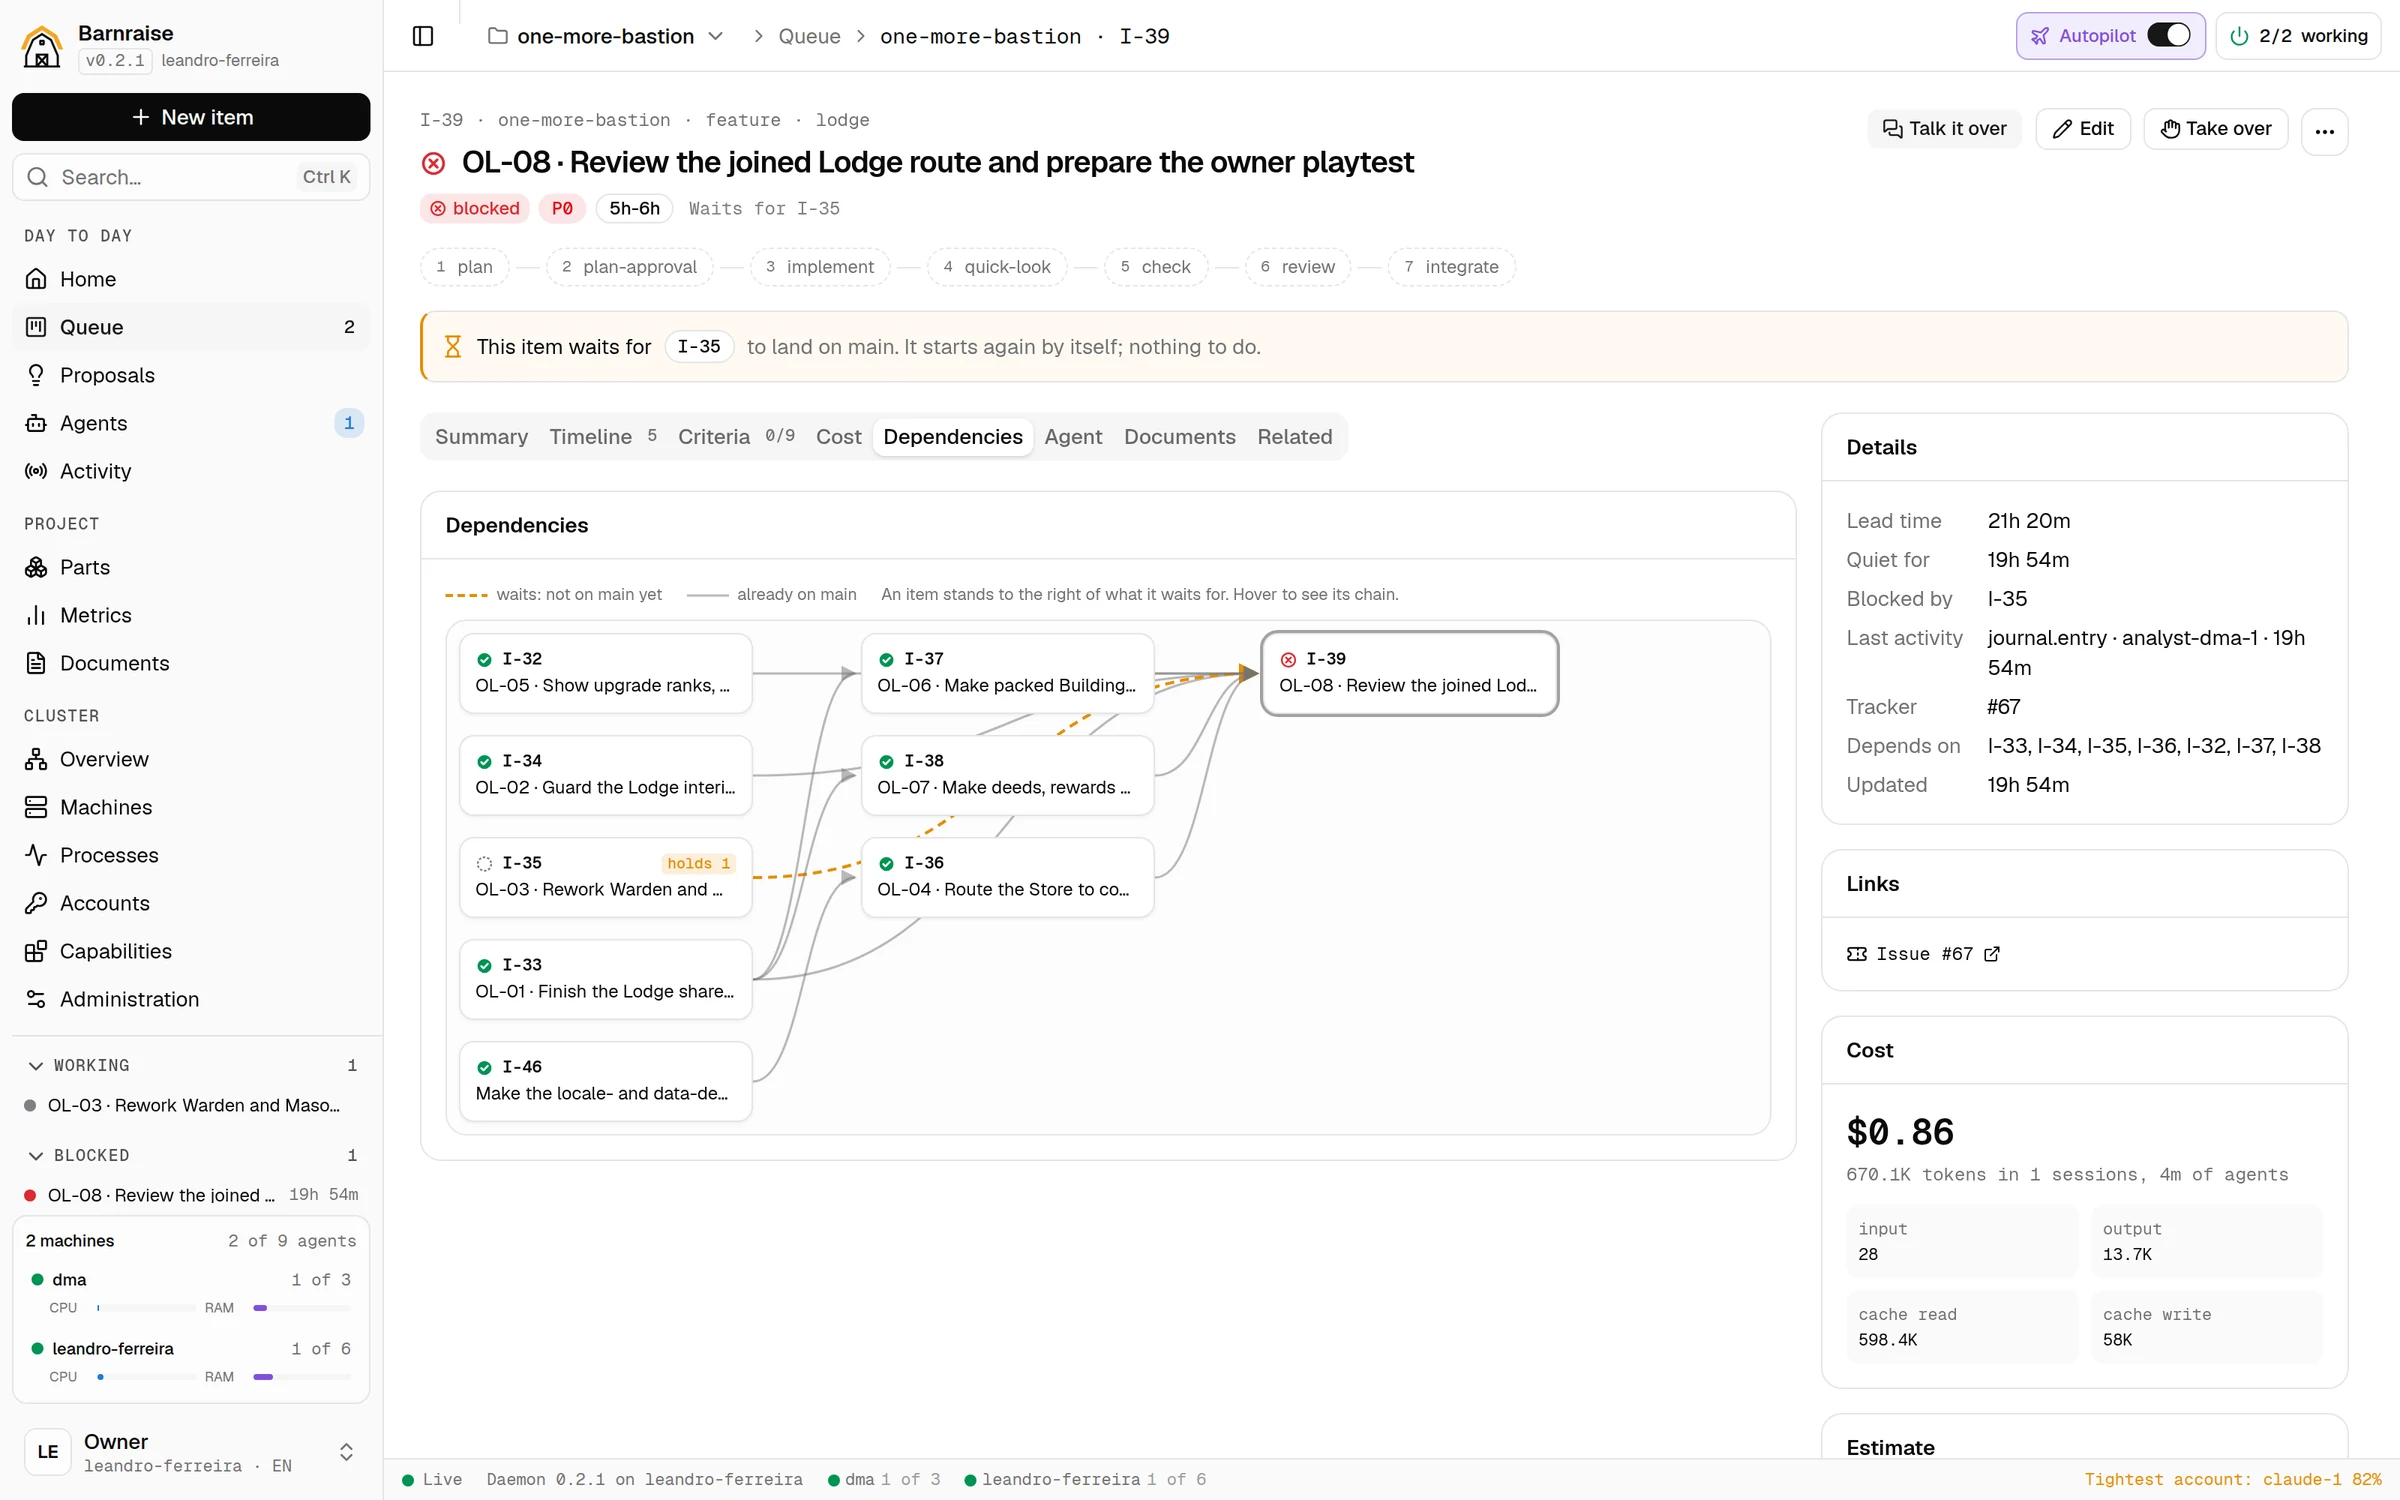 Barnraise
v0.2.1 leandro-ferreira
New item
Search... Ctrl K
DAY TO DAY
Home
Queue 2
Proposals
Agents 1
Activity
PROJECT
Parts
Metrics
Documents
CLUSTER
Overview
Machines
Processes
Accounts
Capabilities
Administration
WORKING 1
OL-03 · Rework Warden and Maso...
BLOCKED 1
OL-08 · Review the joined ... 19h 54m
2 machines 2 of 9 agents
dma 1 of 3
CPU RAM
leandro-ferreira 1 of 6
CPU RAM
LE
Owner
leandro-ferreira · EN
one-more-bastion Queue one-more-bastion · I-39
Autopilot
2/2 working
I-39 · one-more-bastion · feature · lodge
OL-08 · Review the joined Lodge route and prepare the owner playtest
Talk it over Edit Take over
blocked P0 5h-6h Waits for I-35
1 plan 2 plan-approval 3 implement 4 quick-look 5 check 6 review 7 integrate
This item waits for I-35 to land on main. It starts again by itself; nothing to do.
Summary Timeline 5 Criteria 0/9 Cost Dependencies Agent Documents Related
Dependencies
waits: not on main yet already on main An item stands to the right of what it waits for. Hover to see its chain.
I-32
OL-05 · Show upgrade ranks, ...
I-37
OL-06 · Make packed Building...
I-39
OL-08 · Review the joined Lod...
I-34
OL-02 · Guard the Lodge interi...
I-38
OL-07 · Make deeds, rewards ...
I-35 holds 1
OL-03 · Rework Warden and ...
I-36
OL-04 · Route the Store to co...
I-33
OL-01 · Finish the Lodge share...
I-46
Make the locale- and data-de...
Details
Lead time 21h 20m
Quiet for 19h 54m
Blocked by I-35
Last activity journal.entry · analyst-dma-1 · 19h
54m
Tracker #67
Depends on I-33, I-34, I-35, I-36, I-32, I-37, I-38
Updated 19h 54m
Links
Issue #67
Cost
$0.86
670.1K tokens in 1 sessions, 4m of agents
input
28
output
13.7K
cache read
598.4K
cache write
58K
Estimate
Live Daemon 0.2.1 on leandro-ferreira dma 1 of 3 leandro-ferreira 1 of 6
Tightest account: claude-1 82%